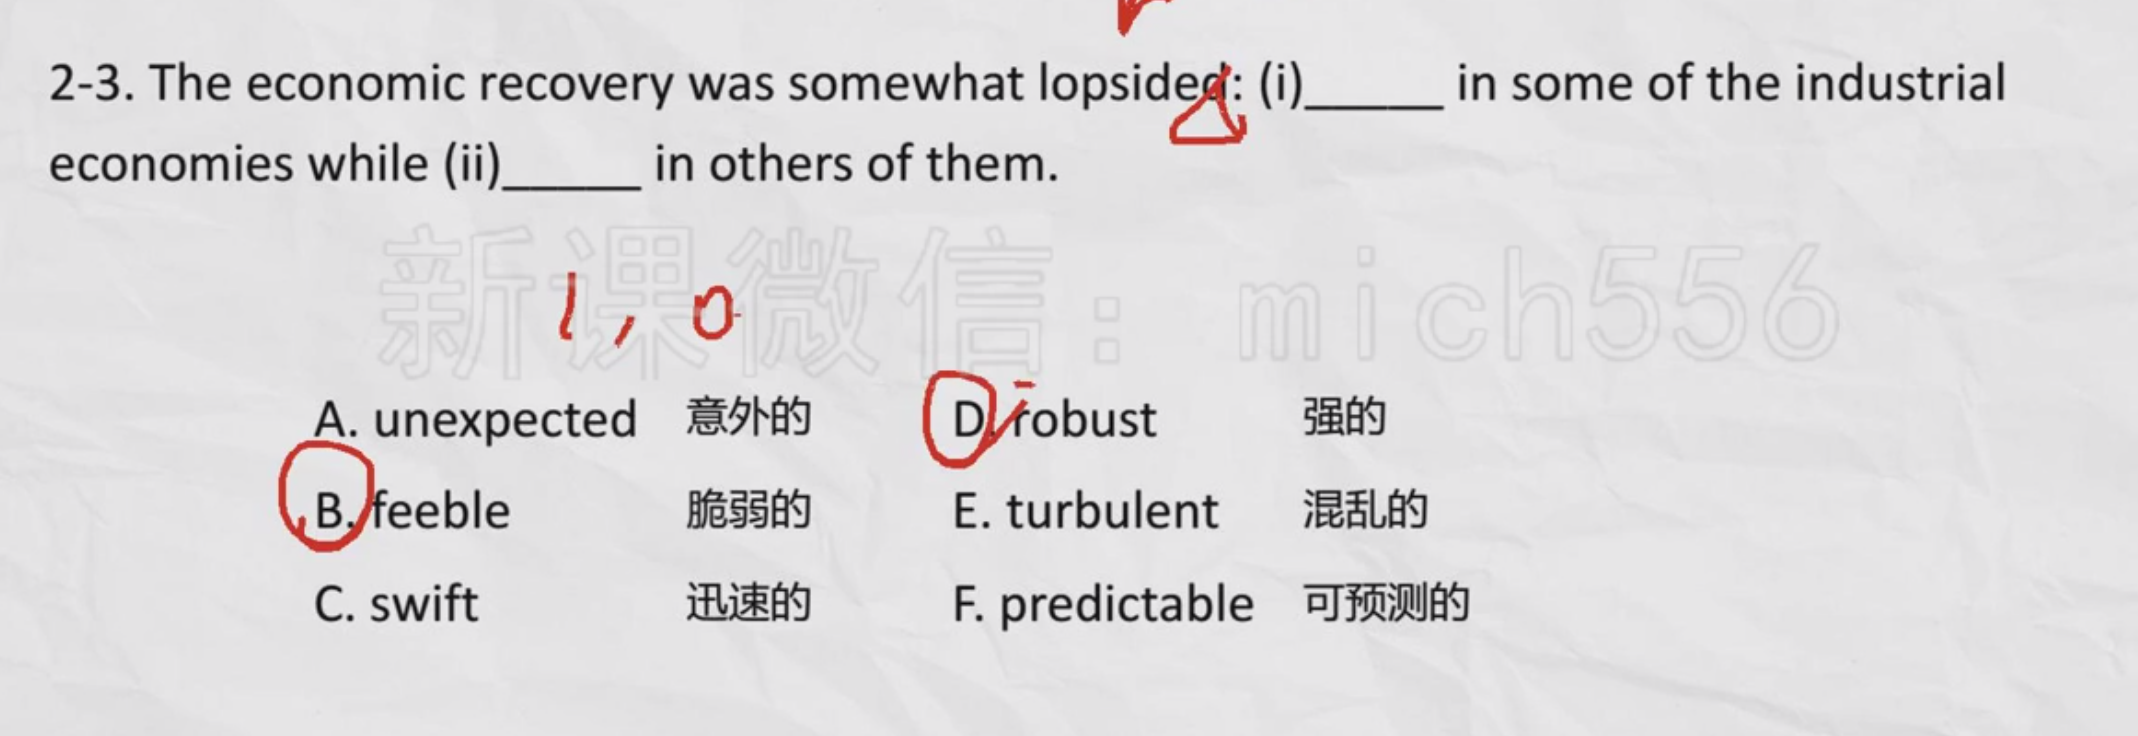 2-3. The economic recovery was somewhat lopsided: (i)_____ in some of the industrial
economies while (ii)_____ in others of them.
新课微信：mich556
1, 0
A. unexpected 意外的 D. robust 强的
B. feeble 脆弱的 E. turbulent 混乱的
C. swift 迅速的 F. predictable 可预测的